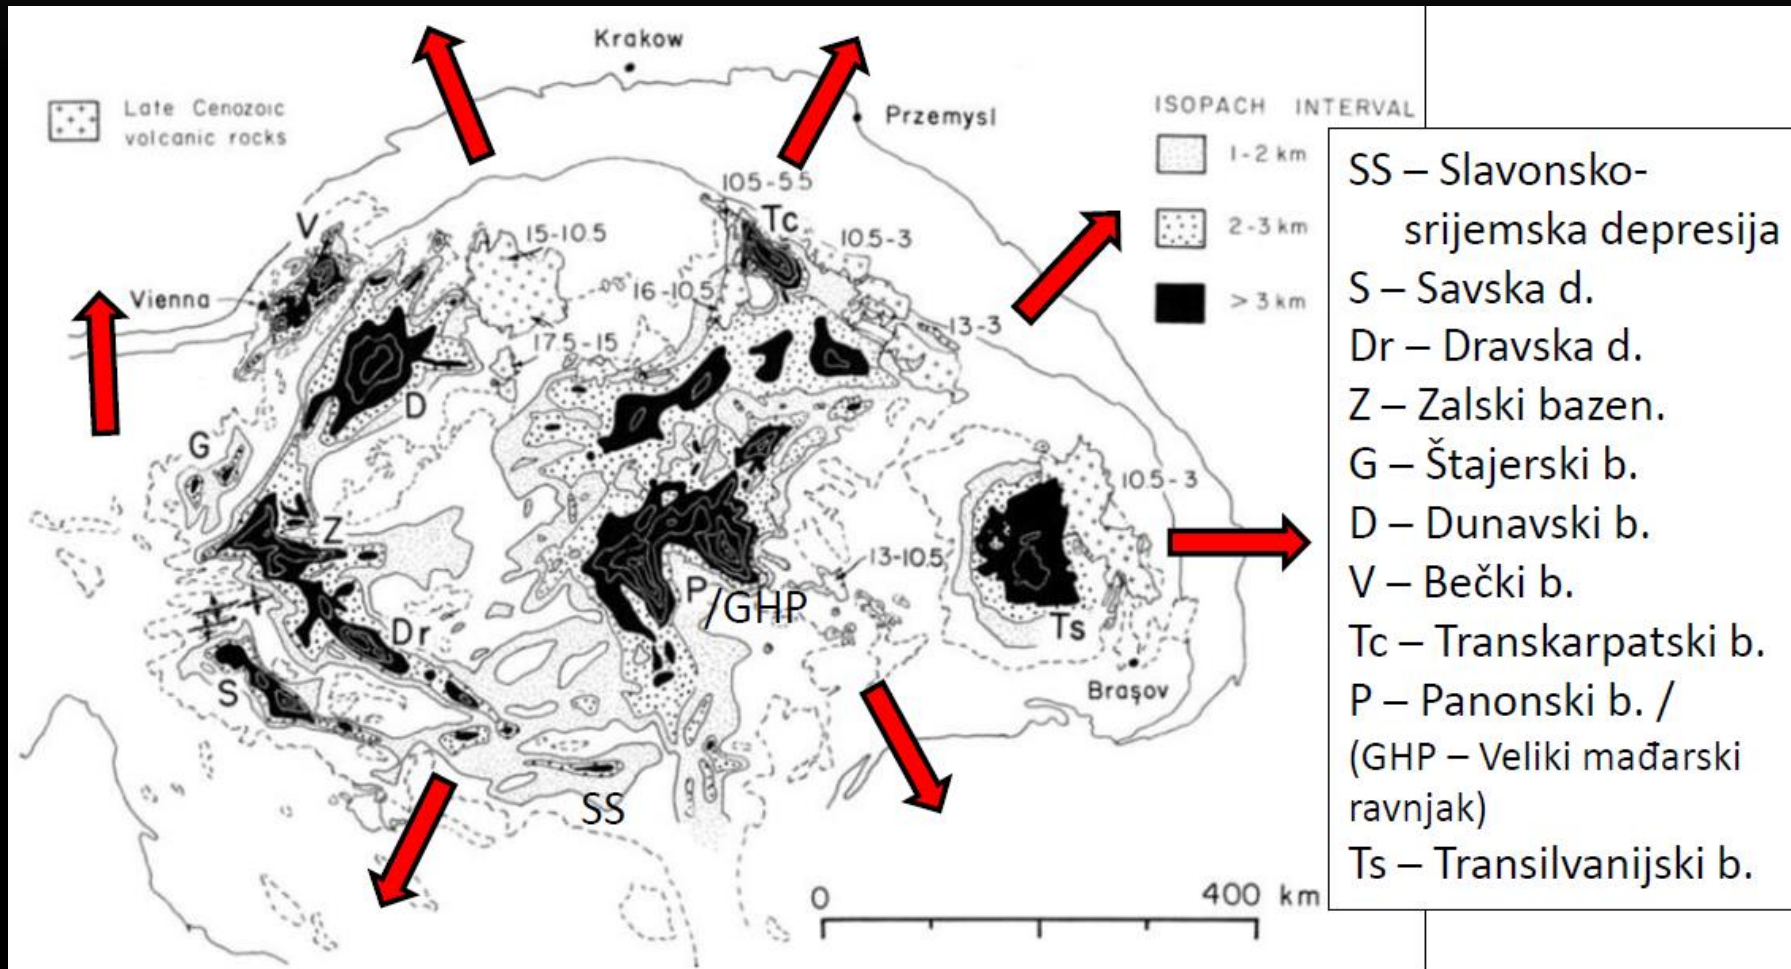 Krakow
Przemysl
Late Cenozoic
volcanic rocks
ISOPACH INTERVAL
1-2 km
2-3 km
> 3 km
10.5-5.5
Tc
V
15-10.5
10.5-3
Vienna
16-10.5
13-3
17.5-15
D
G
10.5-3
Z
13-10.5
P
/GHP
Dr
Ts
S
Braşov
SS
0
400 km
SS – Slavonsko-
srijemska depresija
S – Savska d.
Dr – Dravska d.
Z – Zalski bazen.
G – Štajerski b.
D – Dunavski b.
V – Bečki b.
Tc – Transkarpatski b.
P – Panonski b. /
(GHP – Veliki mađarski
ravnjak)
Ts – Transilvanijski b.